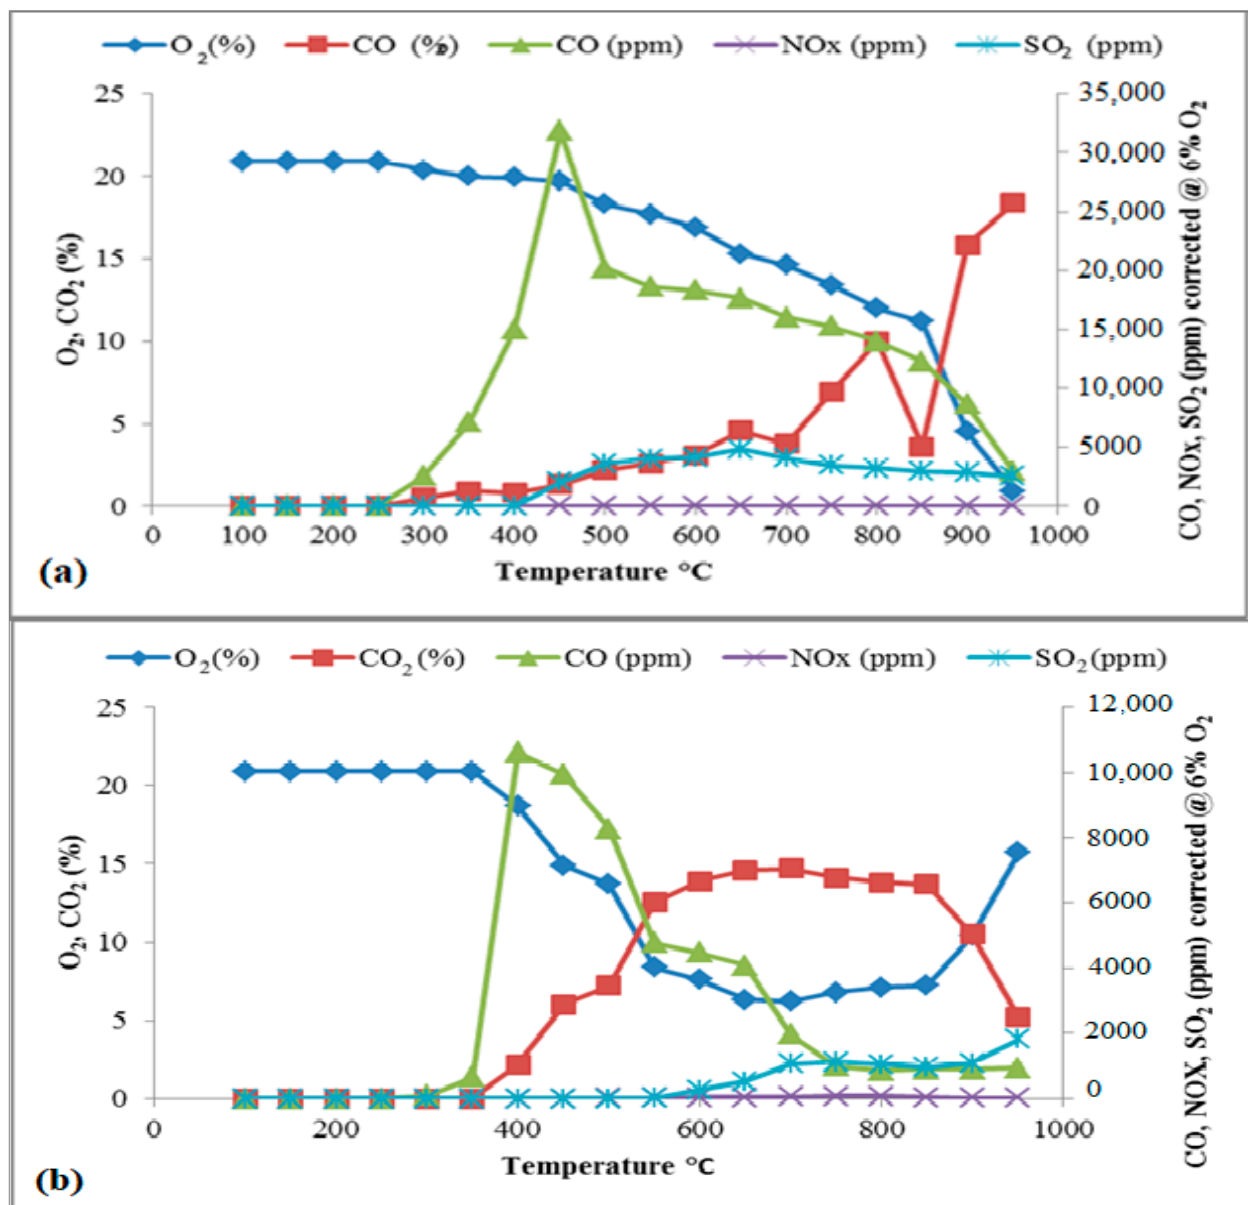 O₂(%) CO (%) CO (ppm) NOx (ppm) SO₂ (ppm)
25 35,000
30,000
20
25,000
15 20,000
15,000
10
10,000
5 5000
0 0
0 100 200 300 400 500 600 700 800 900 1000
O₂, CO₂ (%)
CO, NOx, SO₂ (ppm) corrected @ 6% O₂
Temperature °C
(a)
O₂(%) CO₂(%) CO (ppm) NOx (ppm) SO₂(ppm)
25 12,000
20 10,000
8000
15
6000
10
4000
5 2000
0 0
0 200 400 600 800 1000
O₂, CO₂ (%)
CO, NOX, SO₂ (ppm) corrected @ 6% O₂
Temperature °C
(b)